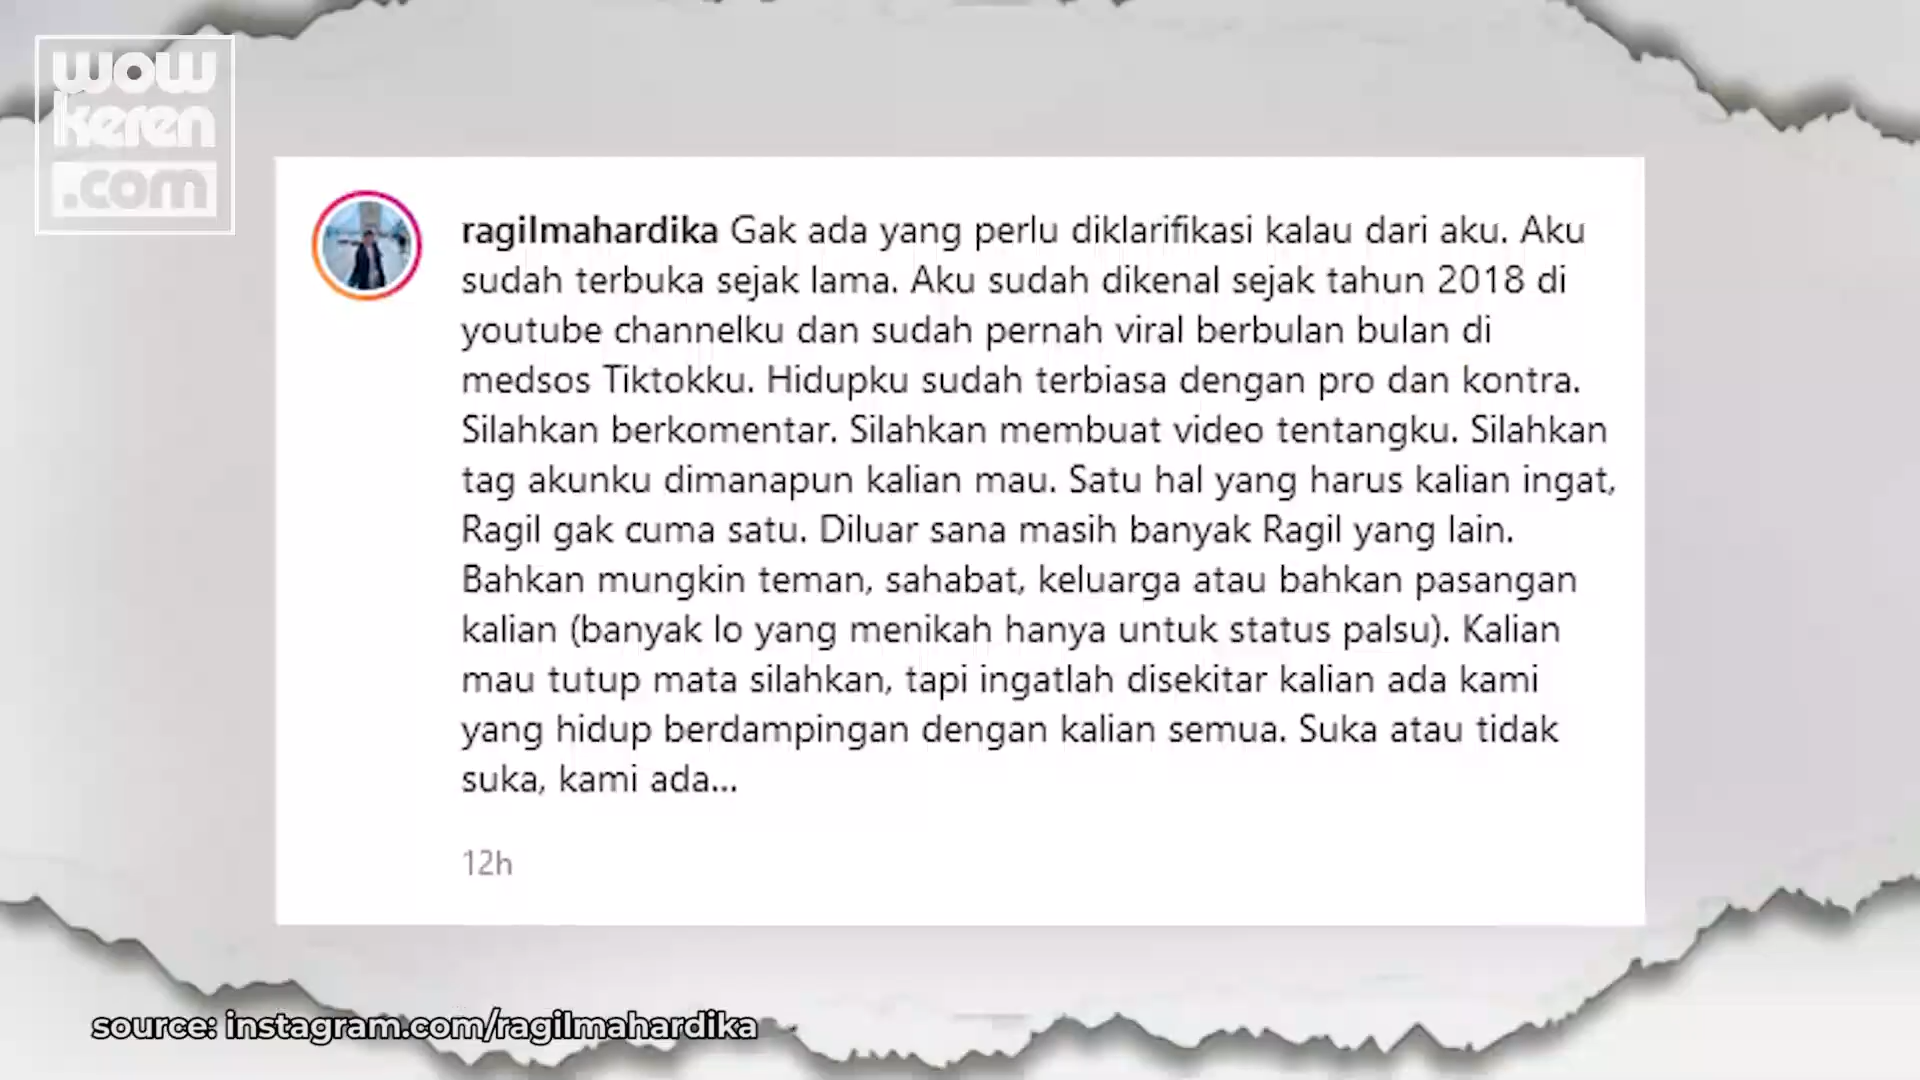 wow
keren
.com
ragilmahardika Gak ada yang perlu diklarifikasi kalau dari aku. Aku
sudah terbuka sejak lama. Aku sudah dikenal sejak tahun 2018 di
youtube channelku dan sudah pernah viral berbulan bulan di
medsos Tiktokku. Hidupku sudah terbiasa dengan pro dan kontra.
Silahkan berkomentar. Silahkan membuat video tentangku. Silahkan
tag akunku dimanapun kalian mau. Satu hal yang harus kalian ingat,
Ragil gak cuma satu. Diluar sana masih banyak Ragil yang lain.
Bahkan mungkin teman, sahabat, keluarga atau bahkan pasangan
kalian (banyak lo yang menikah hanya untuk status palsu). Kalian
mau tutup mata silahkan, tapi ingatlah disekitar kalian ada kami
yang hidup berdampingan dengan kalian semua. Suka atau tidak
suka, kami ada...
12h
source: instagram.com/ragilmahardika